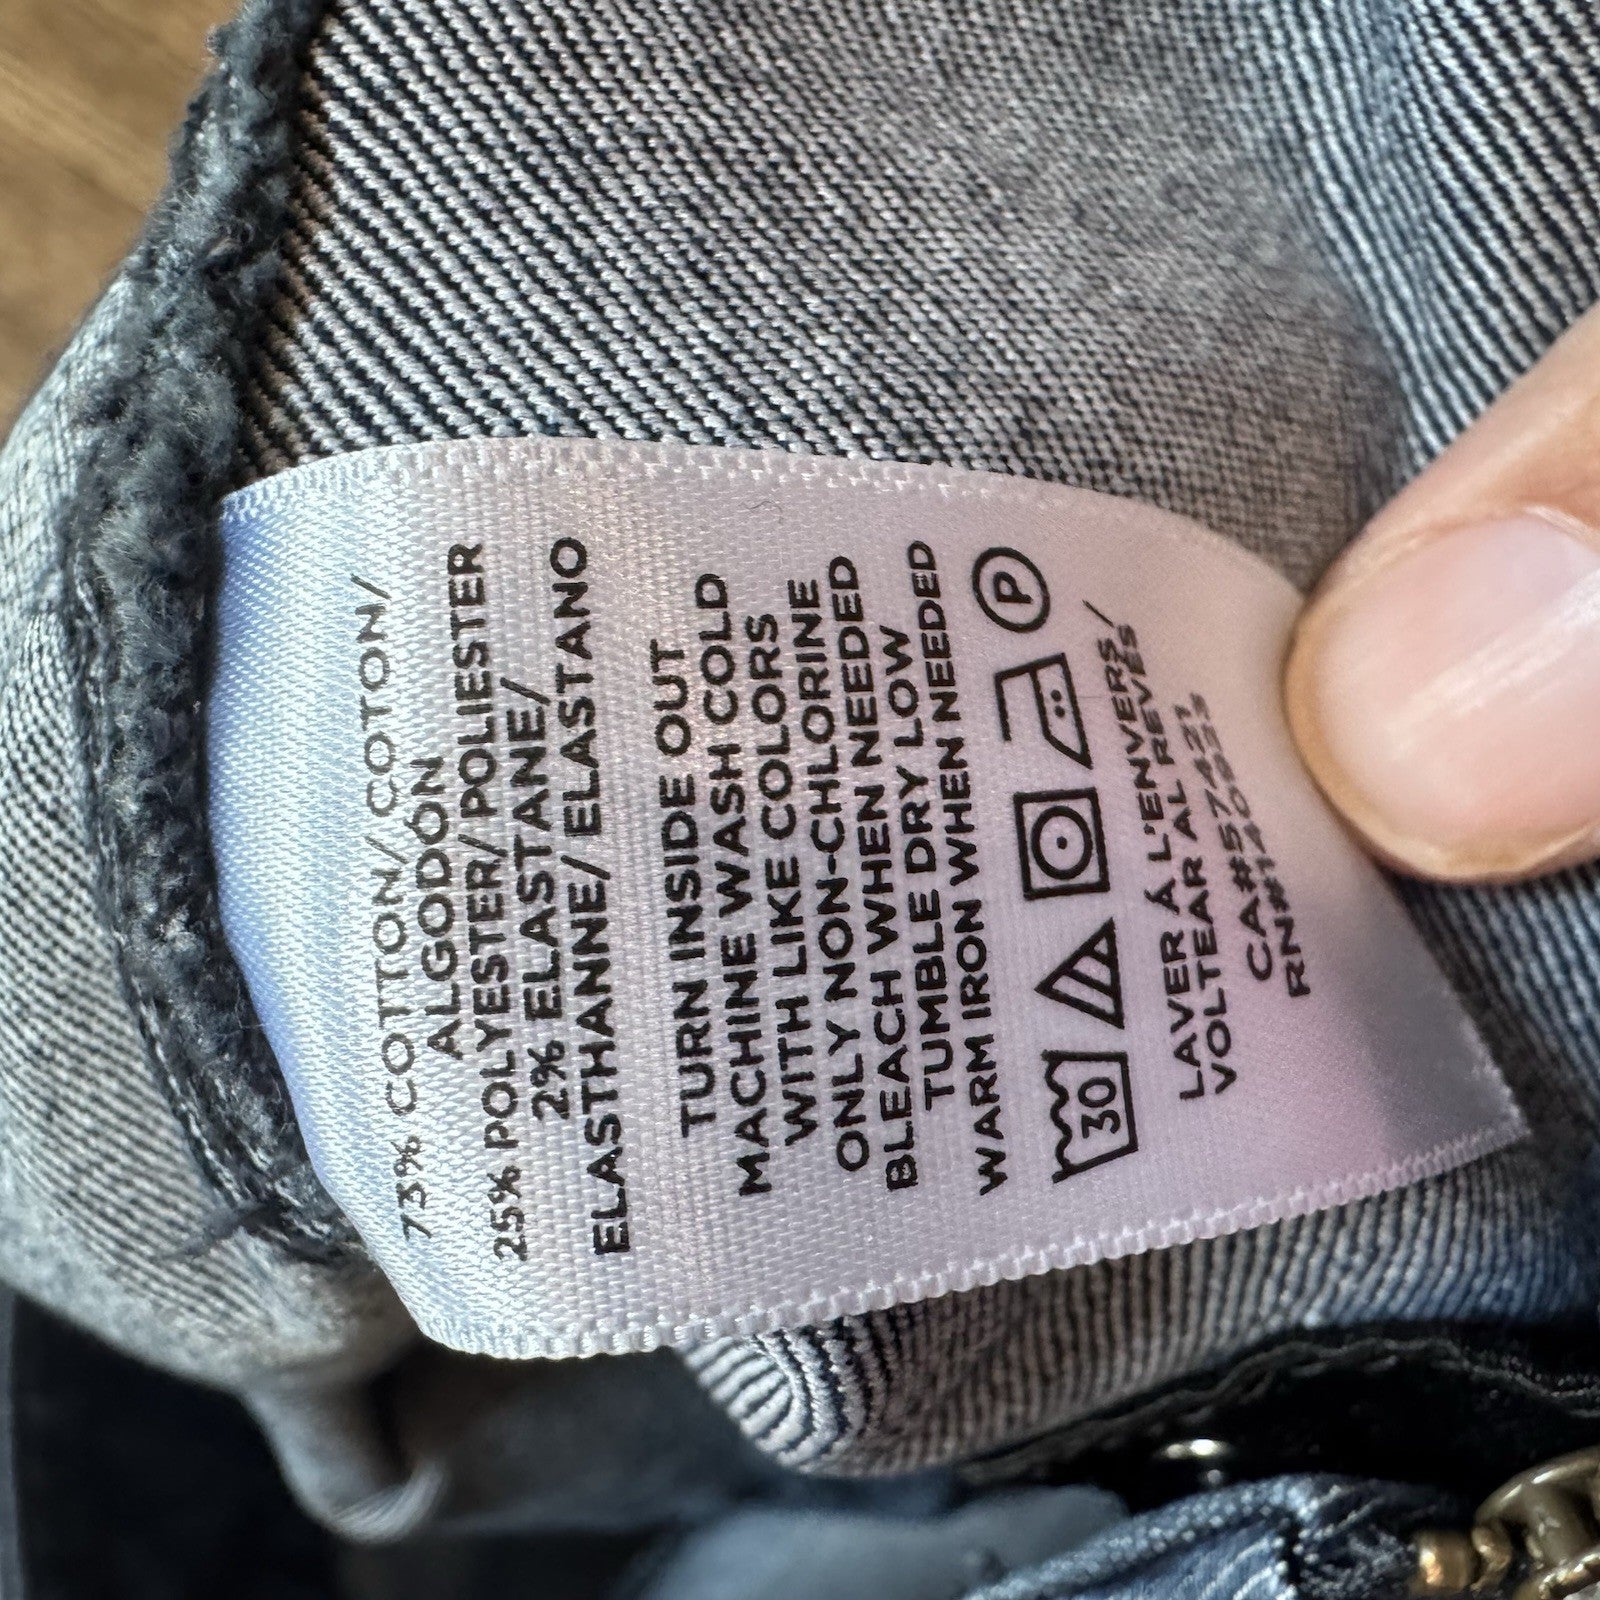 73% COTTON/ COTON/
ALGODÓN
25% POLYESTER/ POLIESTER
2% ELASTANE/
ELASTHANNE/ ELASTANO
TURN INSIDE OUT
MACHINE WASH COLD
WITH LIKE COLORS
ONLY NON-CHLORINE
BLEACH WHEN NEEDED
TUMBLE DRY LOW
WARM IRON WHEN NEEDED
30 P
LAVER Á L'ENVERS/
VOLTEAR AL REVÉS
CA#57421